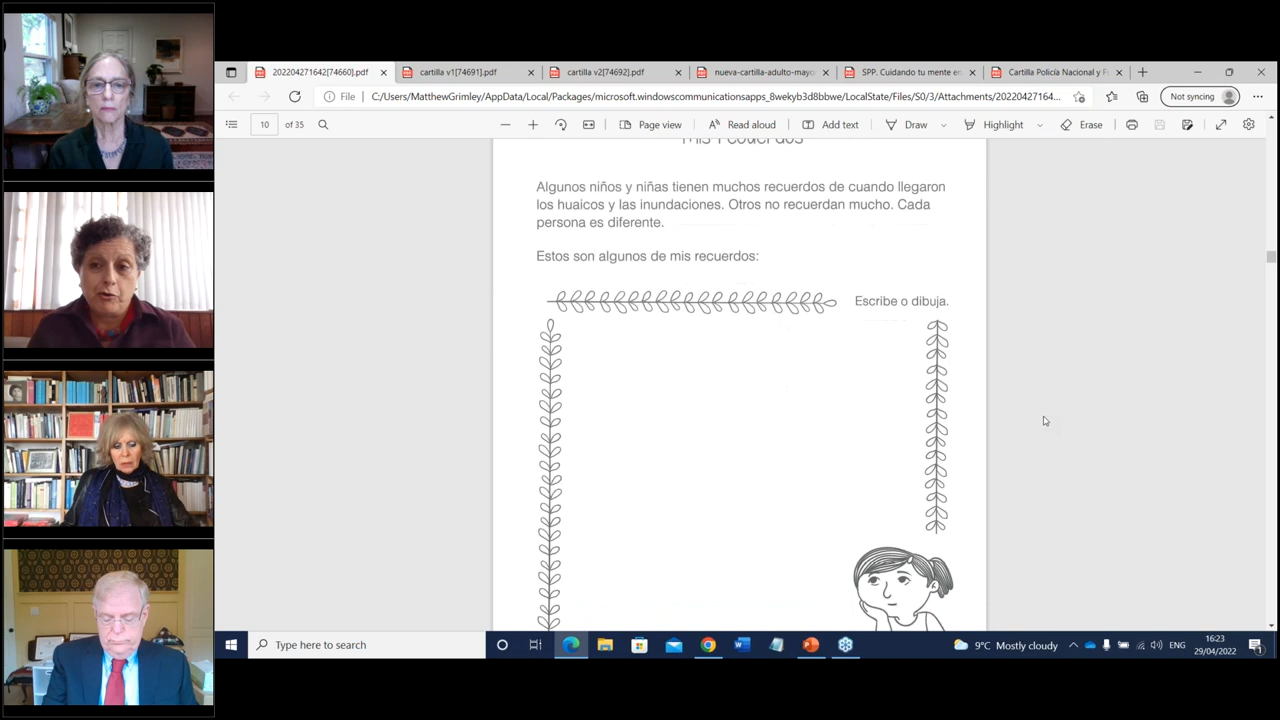 202204271642[74660].pdf
cartilla v1[74691].pdf
cartilla v2[74692].pdf
nueva-cartilla-adulto-mayo
SPP. Cuidando tu mente en
Cartilla Policía Nacional y F
File
C:/Users/MatthewGrimley/AppData/Local/Packages/microsoft.windowscommunicationsapps_8wekyb3d8bbwe/LocalState/Files/S0/3/Attachments/20220427164...
Not syncing
10 of 35
Page view
Read aloud
Add text
Draw
Highlight
Erase
Mis recuerdos
Algunos niños y niñas tienen muchos recuerdos de cuando llegaron
los huaicos y las inundaciones. Otros no recuerdan mucho. Cada
persona es diferente.
Estos son algunos de mis recuerdos:
Escribe o dibuja.
Type here to search
9°C Mostly cloudy
ENG
16:23
29/04/2022